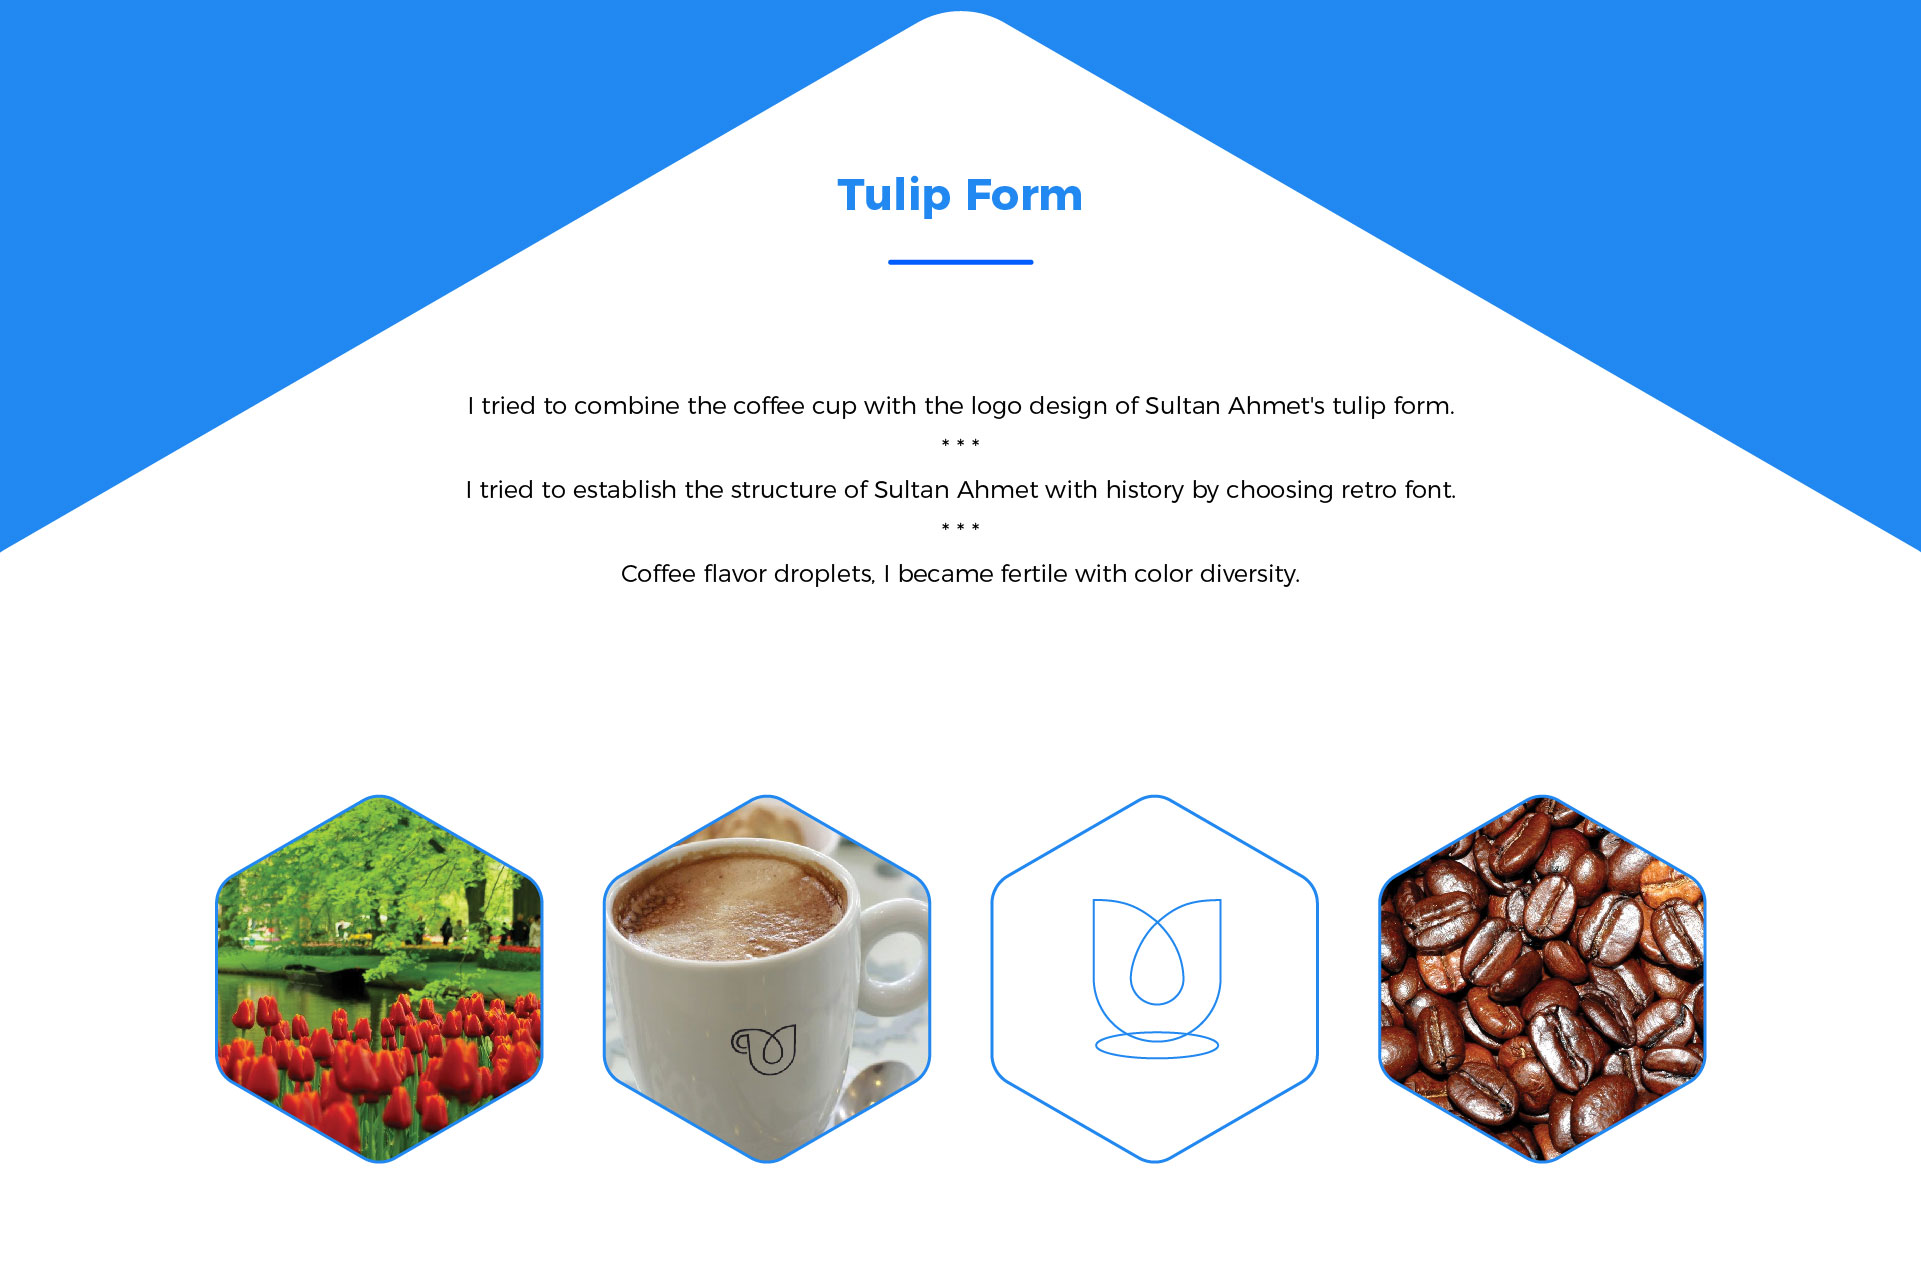 Tulip Form
I tried to combine the coffee cup with the logo design of Sultan Ahmet's tulip form.
* * *
I tried to establish the structure of Sultan Ahmet with history by choosing retro font.
* * *
Coffee flavor droplets, I became fertile with color diversity.